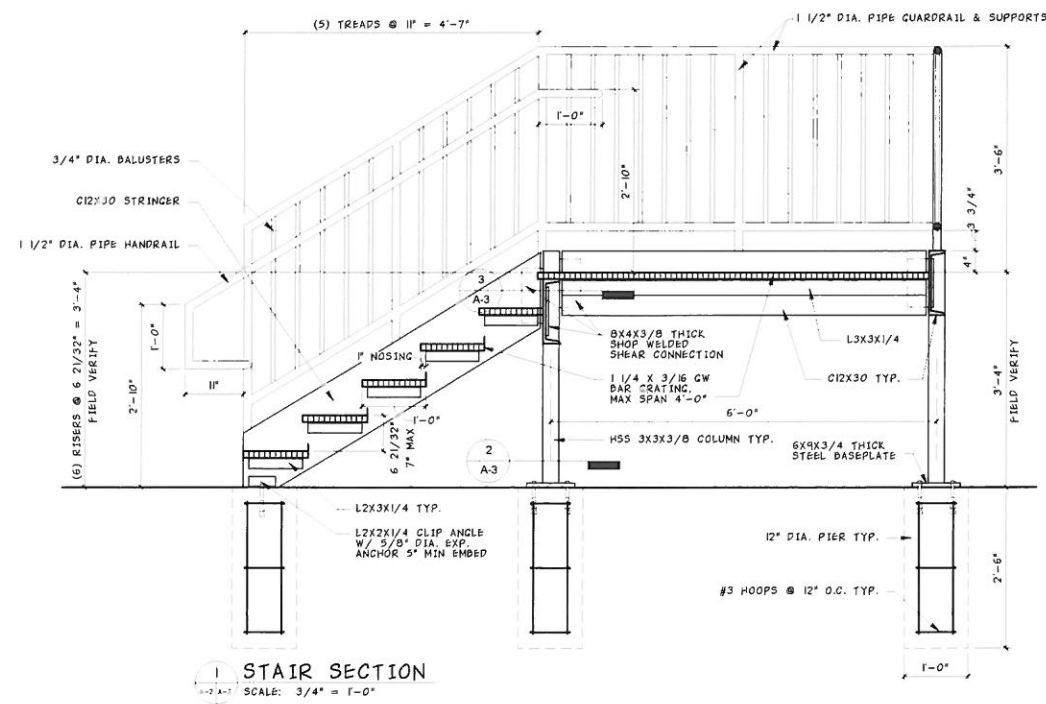 (5) TREADS @ 11" = 4'-7"
1 1/2" DIA. PIPE GUARDRAIL & SUPPORTS
3/4" DIA. BALUSTERS
C12X30 STRINGER
1 1/2" DIA. PIPE HANDRAIL
1'-0"
2'-10"
3'-6"
3 3/4"
4"
(6) RISERS @ 6 21/32" = 3'-4"
FIELD VERIFY
1'-0"
11"
2'-10"
1" NOSING
3
A-3
8X4X3/8 THICK
SHOP WELDED
SHEAR CONNECTION
L3X3X1/4
1 1/4 X 3/16 GW
BAR GRATING,
MAX SPAN 4'-0"
C12X30 TYP.
3'-4"
FIELD VERIFY
1'-0"
6 21/32"
7" MAX
6'-0"
HSS 3X3X3/8 COLUMN TYP.
2
A-3
6X9X3/4 THICK
STEEL BASEPLATE
L2X3X1/4 TYP.
L2X2X1/4 CLIP ANGLE
W/ 5/8" DIA. EXP.
ANCHOR 5" MIN EMBED
12" DIA. PIER TYP.
#3 HOOPS @ 12" O.C. TYP.
2'-6"
1'-0"
1
STAIR SECTION
SCALE: 3/4" = 1'-0"